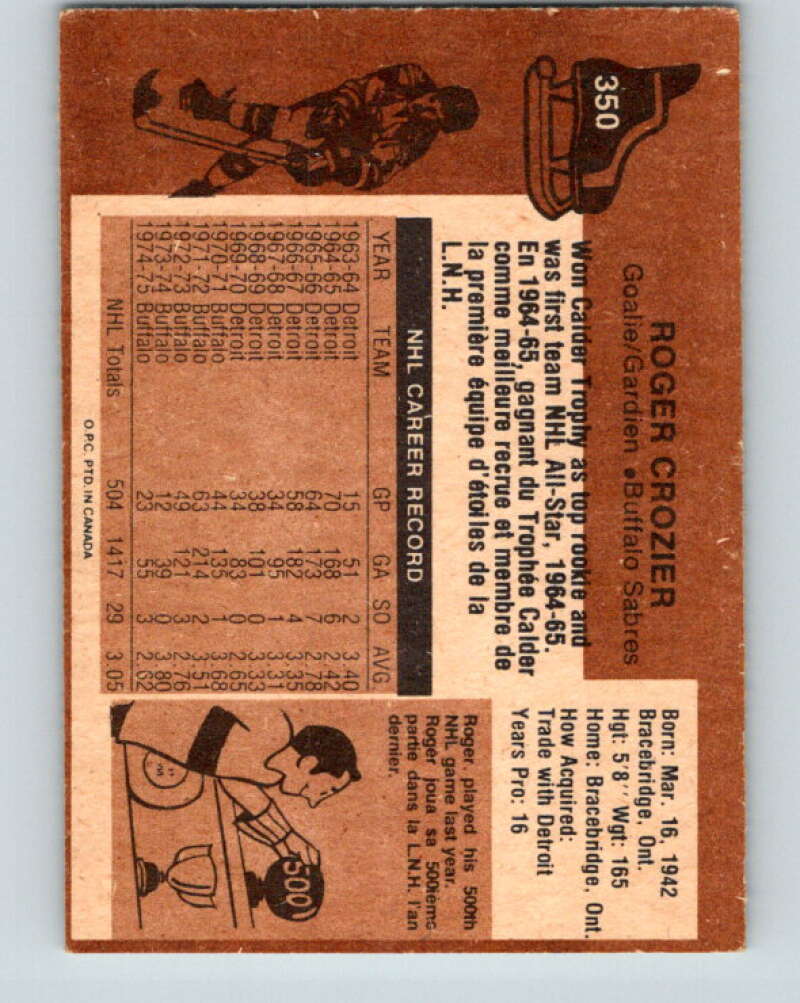 350
ROGER CROZIER
Goalie/Gardien • Buffalo Sabres
Won Calder Trophy as top rookie and
was first team NHL All-Star, 1964-65.
En 1964-65, gagnant du Trophée Calder
comme meilleure recrue et membre de
la première équipe d'étoiles de la
L.N.H.
Born: Mar. 16, 1942
Bracebridge, Ont.
Hgt: 5'8'' Wgt: 165
Home: Bracebridge, Ont.
How Acquired:
Trade with Detroit
Years Pro: 16
NHL CAREER RECORD
YEAR TEAM GP GA SO AVG.
1963-64 Detroit 15 51 2 3.40
1964-65 Detroit 70 168 6 2.42
1965-66 Detroit 64 173 7 2.78
1966-67 Detroit 58 182 4 3.35
1967-68 Detroit 34 95 1 3.31
1968-69 Detroit 38 101 0 3.33
1969-70 Detroit 34 83 0 2.65
1970-71 Buffalo 44 135 1 3.68
1971-72 Buffalo 63 214 2 3.51
1972-73 Buffalo 49 121 3 2.76
1973-74 Buffalo 12 39 0 3.80
1974-75 Buffalo 23 55 3 2.62
NHL Totals 504 1417 29 3.05
Roger played his 500th
NHL game last year.
Roger joua sa 500ième
partie dans la L.N.H. l'an
dernier.
500
O.P.C. PTD. IN CANADA